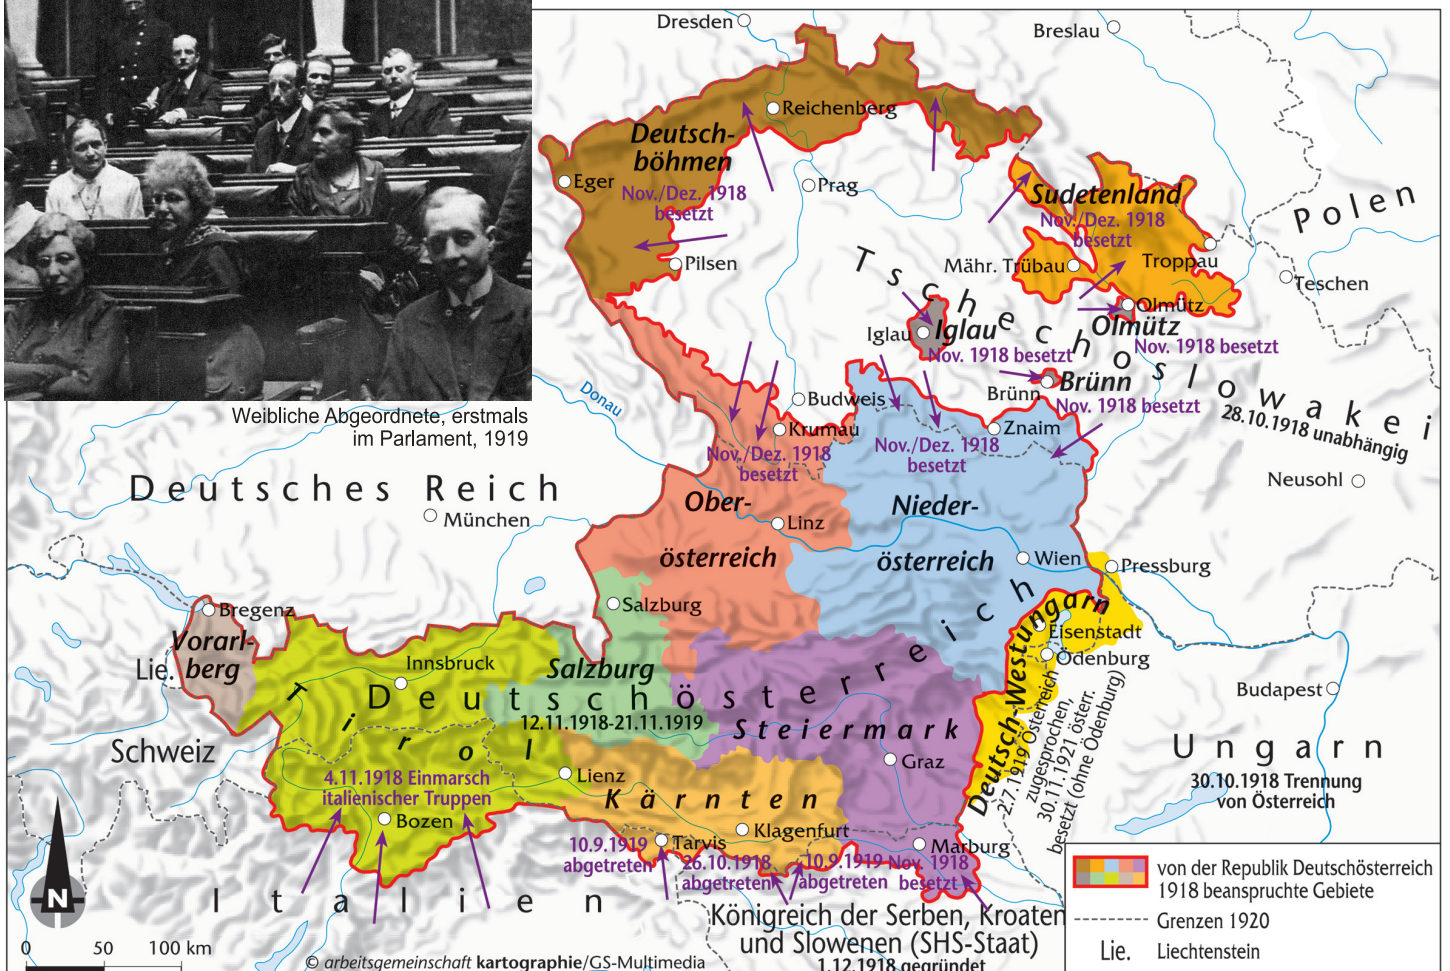 Weibliche Abgeordnete, erstmals
im Parlament, 1919
Dresden
Breslau
Reichenberg
Deutsch-
böhmen
Nov./Dez. 1918
besetzt
Eger
Prag
Pilsen
Sudetenland
Nov./Dez. 1918
besetzt
Polen
Mähr. Trübau
Troppau
Teschen
Olmütz
Olmütz
Nov. 1918 besetzt
Tschechoslowakei
28.10.1918 unabhängig
Iglau
Iglau
Nov. 1918 besetzt
Brünn
Brünn
Nov. 1918 besetzt
Donau
Budweis
Krumau
Nov./Dez. 1918
besetzt
Znaim
Nov./Dez. 1918
besetzt
Neusohl
Deutsches Reich
München
Ober-
österreich
Linz
Nieder-
österreich
Wien
Pressburg
Bregenz
Vorarl-
berg
Lie.
Salzburg
Salzburg
Innsbruck
Tirol
Deutschösterreich
12.11.1918-21.11.1919
Steiermark
Graz
Deutsch-Westungarn
Eisenstadt
Ödenburg
2.7.1919 Österreich
zugesprochen,
30.11.1921 österr.
besetzt (ohne Ödenburg)
Budapest
Ungarn
30.10.1918 Trennung
von Österreich
Schweiz
4.11.1918 Einmarsch
italienischer Truppen
Bozen
Lienz
Kärnten
Klagenfurt
Tarvis
10.9.1919
abgetreten
26.10.1918
abgetreten
10.9.1919
abgetreten
Nov. 1918
besetzt
Marburg
Italien
Königreich der Serben, Kroaten
und Slowenen (SHS-Staat)
1.12.1918 gegründet
N
0 50 100 km
© arbeitsgemeinschaft kartographie/GS-Multimedia
von der Republik Deutschösterreich
1918 beanspruchte Gebiete
Grenzen 1920
Lie. Liechtenstein